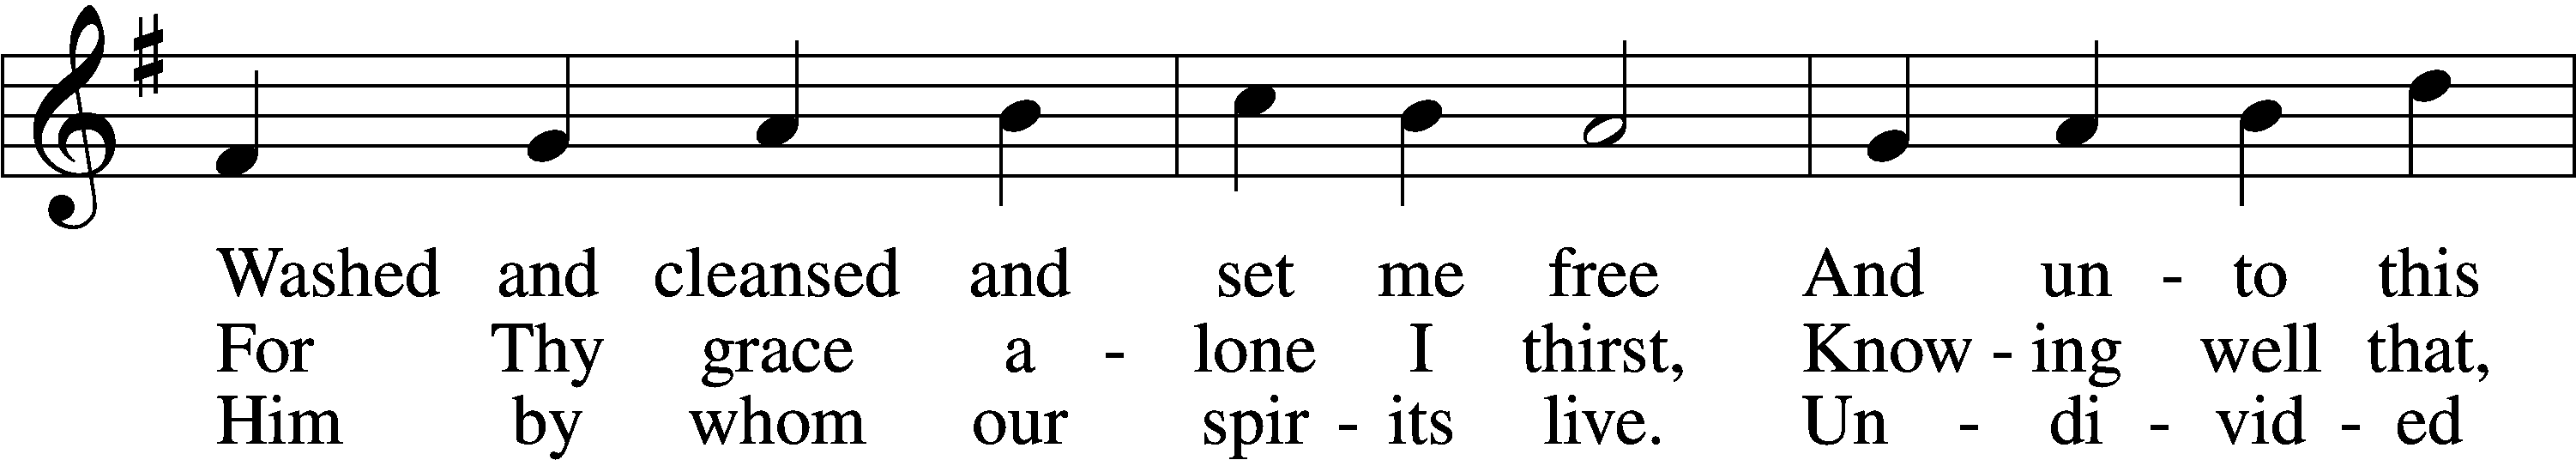 Washed and cleansed and set me free And un - to this
For Thy grace a - lone I thirst, Know - ing well that,
Him by whom our spir - its live. Un - di - vid - ed